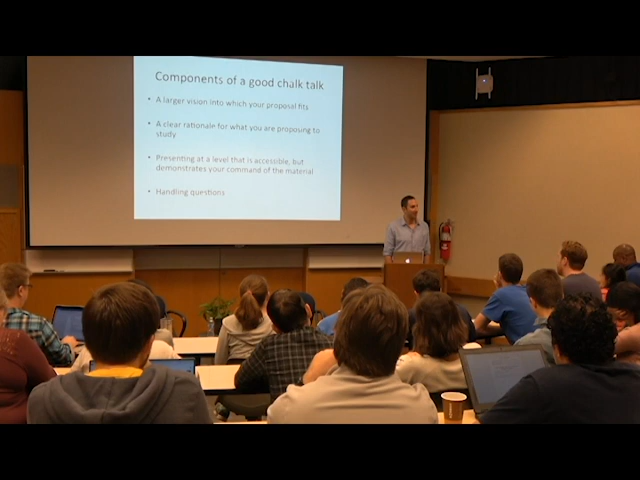 Components of a good chalk talk
• A larger vision into which your proposal fits
• A clear rationale for what you are proposing to
study
• Presenting at a level that is accessible, but
demonstrates your command of the material
• Handling questions